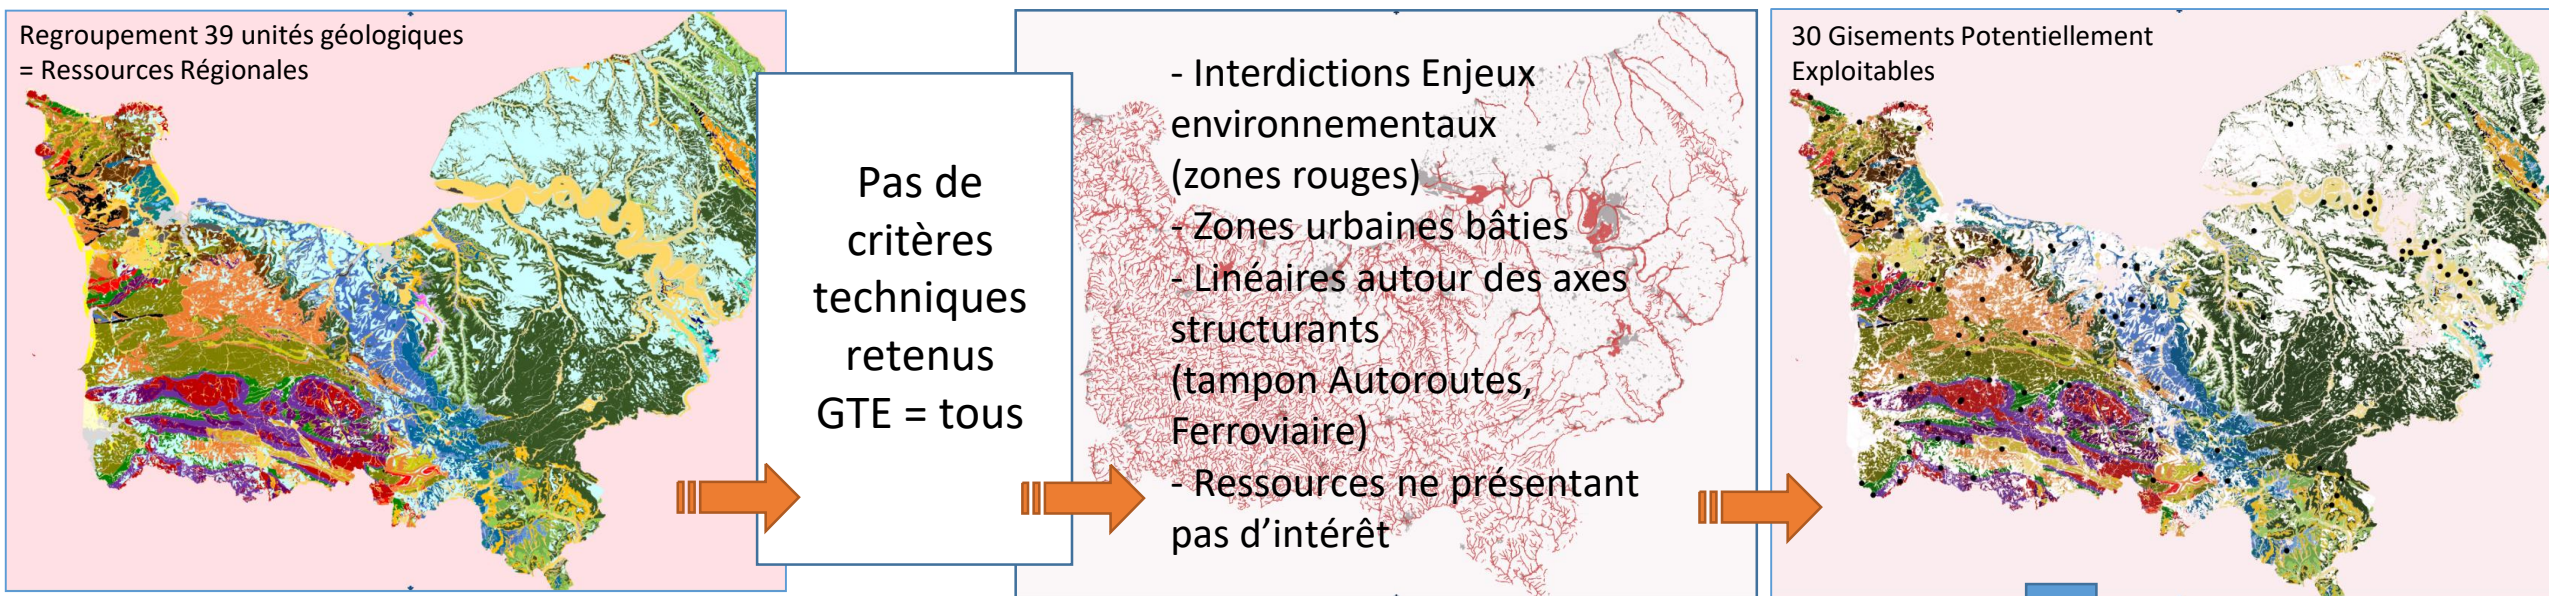 Regroupement 39 unités géologiques
= Ressources Régionales
Pas de
critères
techniques
retenus
GTE = tous
- Interdictions Enjeux
environnementaux
(zones rouges)
- Zones urbaines bâties
- Linéaires autour des axes
structurants
(tampon Autoroutes,
Ferroviaire)
- Ressources ne présentant
pas d’intérêt
30 Gisements Potentiellement
Exploitables